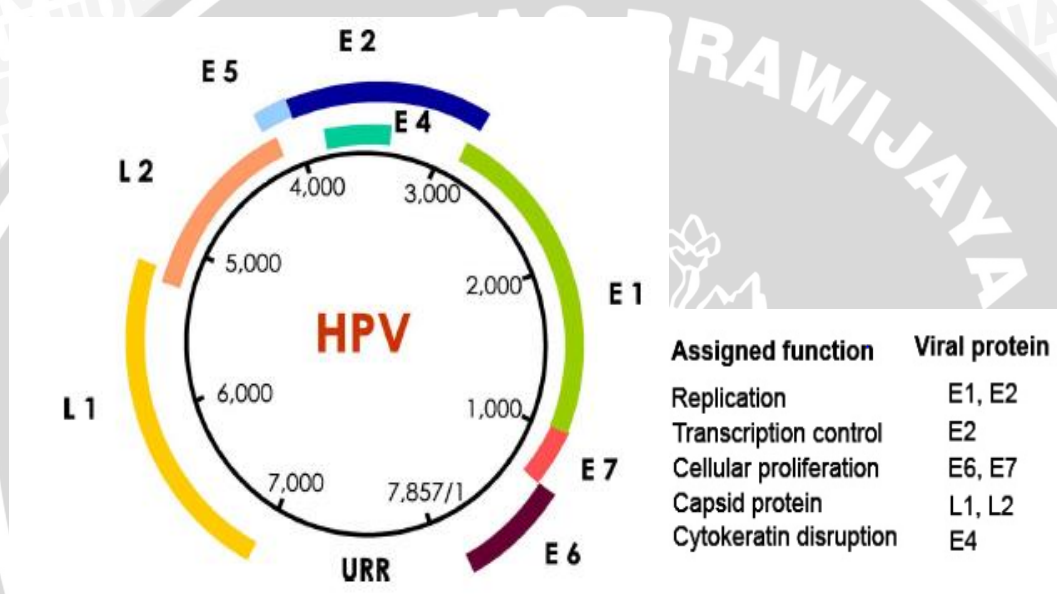 BRAWIJAYA
E 2
E 5
E 4
L 2
4,000
3,000
5,000
2,000
E 1
HPV
Assigned function Viral protein
Replication E1, E2
6,000
L 1
1,000
Transcription control E2
Cellular proliferation E6, E7
E 7
7,000
7,857/1
Capsid protein L1, L2
Cytokeratin disruption E4
E 6
URR